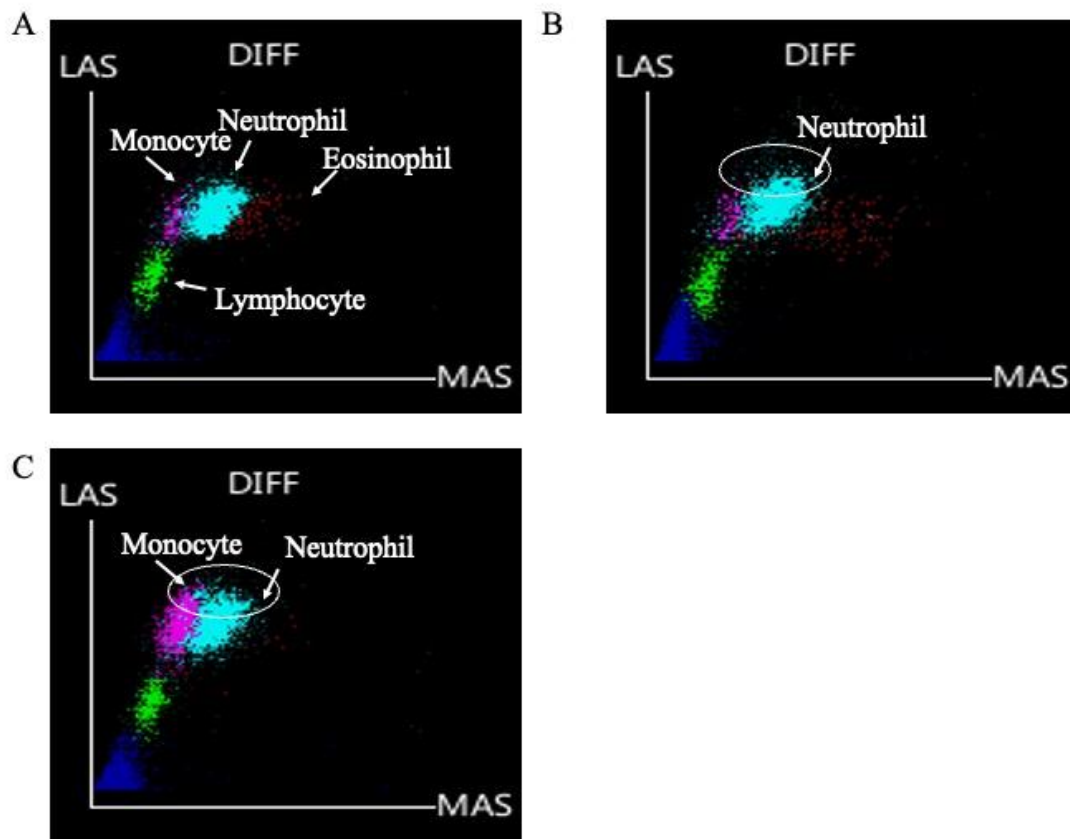 A
LAS
DIFF
Neutrophil
Monocyte
Eosinophil
Lymphocyte
MAS
B
LAS
DIFF
Neutrophil
MAS
C
LAS
DIFF
Monocyte
Neutrophil
MAS